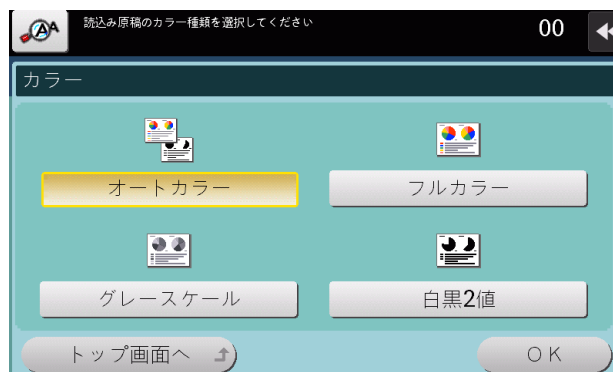 読込み原稿のカラー種類を選択してください
00
カラー
オートカラー
フルカラー
グレースケール
白黒2値
トップ画面へ
OK